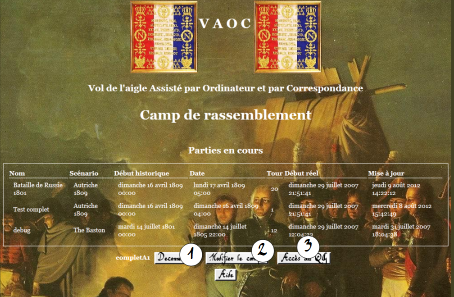 V A O C
Vol de l'aigle Assisté par Ordinateur et par Correspondance
Camp de rassemblement
Parties en cours
Nom Scénario Début historique Date Tour Début réel Mise à jour
Bataille de Russie 1801 Autriche 1809 dimanche 16 avril 1809 00:00 lundi 17 avril 1809 05:00 20 dimanche 29 juillet 2007 21:51:41 jeudi 9 août 2012 14:22:12
Test complet Autriche 1809 dimanche 16 avril 1809 00:00 dimanche 16 avril 1809 04:00 dimanche 29 juillet 2007 21:51:41 mercredi 8 août 2012 15:42:49
debug The Baston mardi 14 juillet 1801 00:00 dimanche 14 juillet 1805 22:00 12 dimanche 29 juillet 2007 mardi 31 juillet 2007
completA1 1 Modifier le 2 Accès au QG 3
Aide